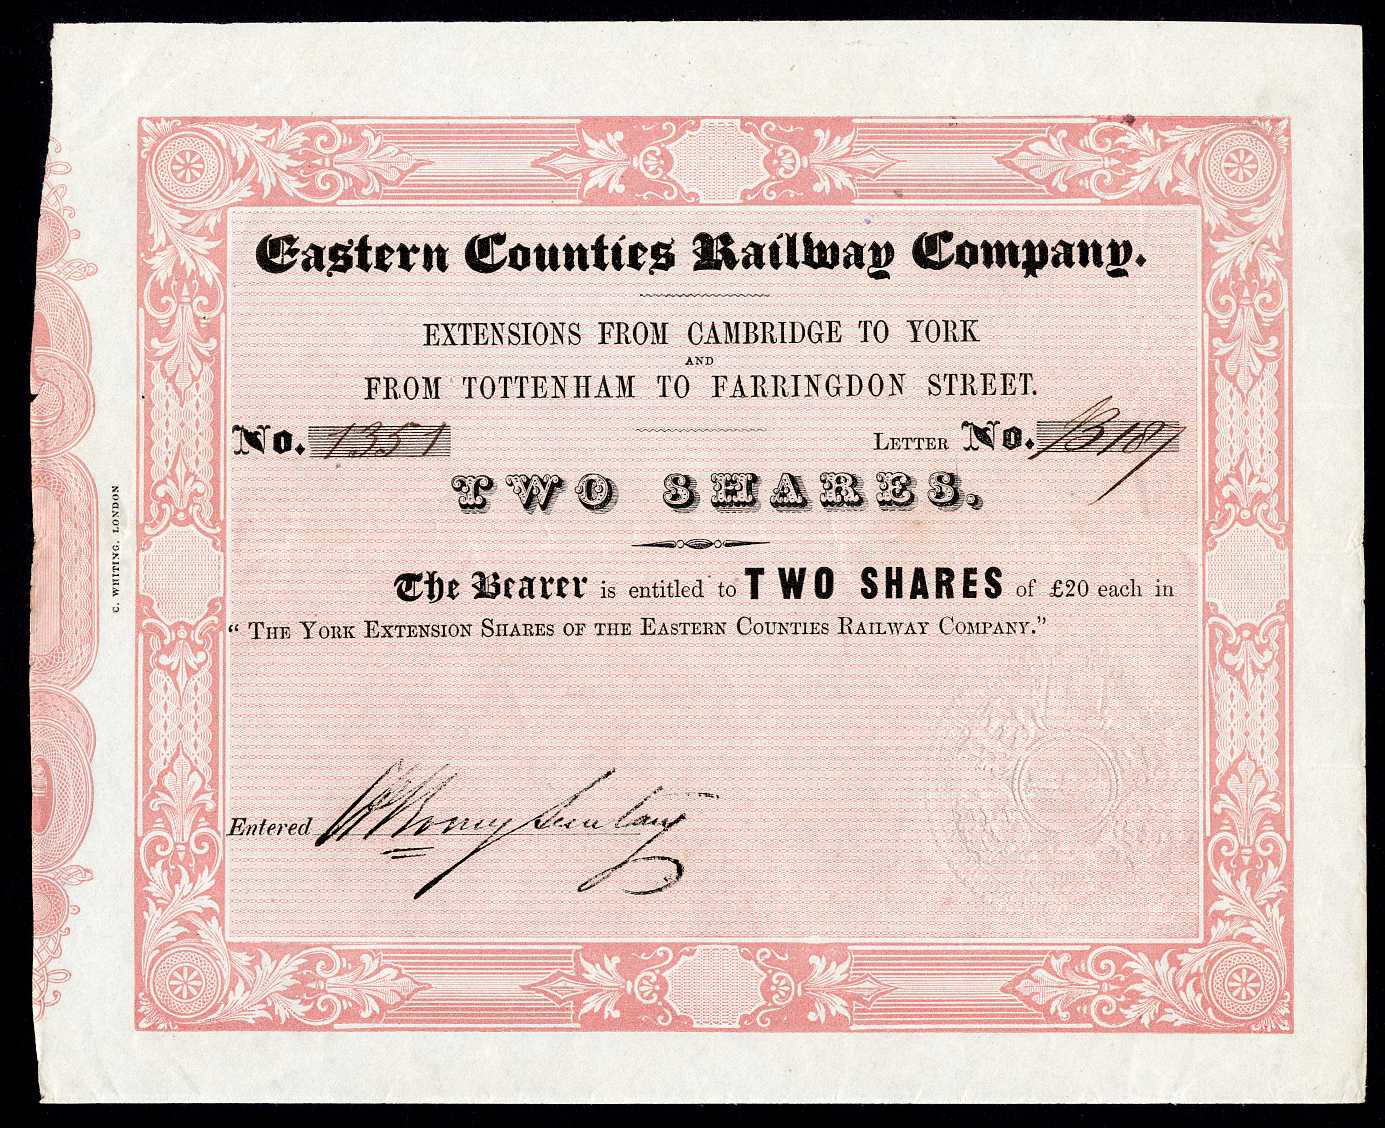 Eastern Counties Railway Company.
EXTENSIONS FROM CAMBRIDGE TO YORK
AND
FROM TOTTENHAM TO FARRINGDON STREET.
No. 1351 LETTER No. B187
TWO SHARES.
The Bearer is entitled to TWO SHARES of £20 each in
“THE YORK EXTENSION SHARES OF THE EASTERN COUNTIES RAILWAY COMPANY.”
Entered Secretary
C. WHITING, LONDON